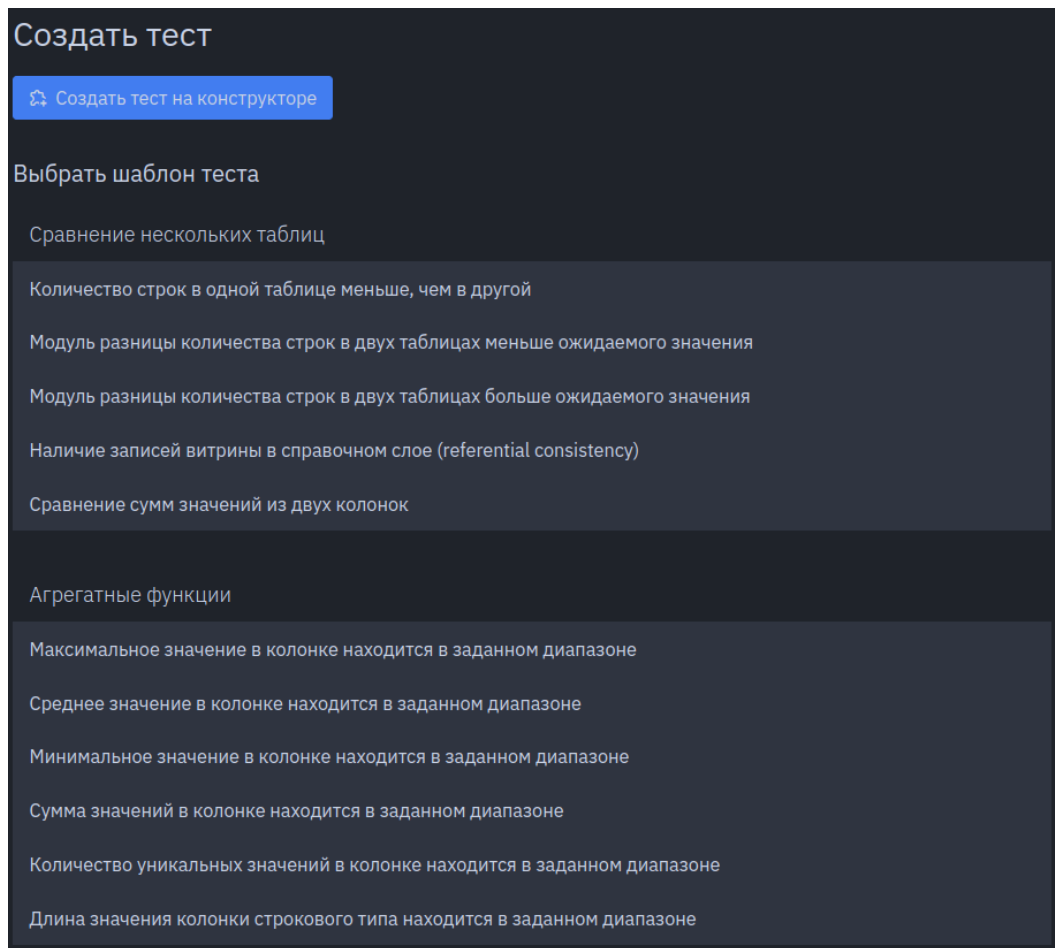 Создать тест
Создать тест на конструкторе
Выбрать шаблон теста
Сравнение нескольких таблиц
Количество строк в одной таблице меньше, чем в другой
Модуль разницы количества строк в двух таблицах меньше ожидаемого значения
Модуль разницы количества строк в двух таблицах больше ожидаемого значения
Наличие записей витрины в справочном слое (referential consistency)
Сравнение сумм значений из двух колонок
Агрегатные функции
Максимальное значение в колонке находится в заданном диапазоне
Среднее значение в колонке находится в заданном диапазоне
Минимальное значение в колонке находится в заданном диапазоне
Сумма значений в колонке находится в заданном диапазоне
Количество уникальных значений в колонке находится в заданном диапазоне
Длина значения колонки строкового типа находится в заданном диапазоне